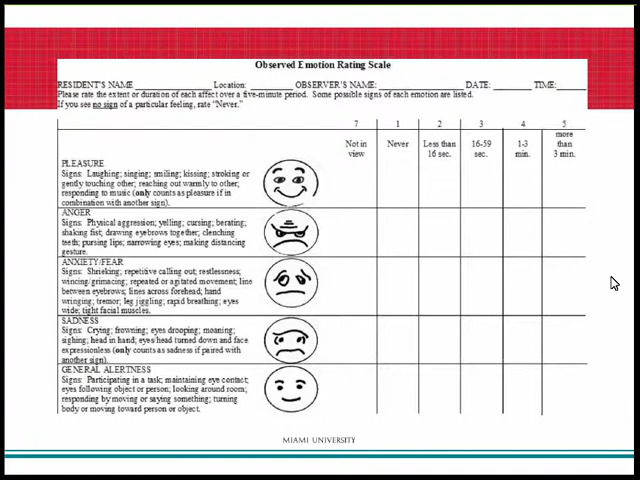 Observed Emotion Rating Scale
RESIDENT'S NAME Location: OBSERVER'S NAME: DATE: TIME:
Please rate the extent or duration of each affect over a five-minute period. Some possible signs of each emotion are listed.
If you see no sign of a particular feeling, rate "Never."
7 1 2 3 4 5
Not in view
Never
Less than 16 sec.
16-59 sec.
1-3 min.
more than 3 min.
PLEASURE
Signs: Laughing; singing; smiling; kissing; stroking or
gently touching other; reaching out warmly to other;
responding to music (only counts as pleasure if in
combination with another sign).
ANGER
Signs: Physical aggression; yelling; cursing; berating;
shaking fist; drawing eyebrows together; clenching
teeth; pursing lips; narrowing eyes; making distancing
gesture.
ANXIETY/FEAR
Signs: Shrieking; repetitive calling out; restlessness;
wincing/grimacing; repeated or agitated movement; line
between eyebrows; lines across forehead; hand
wringing; tremor; leg jiggling; rapid breathing; eyes
wide; tight facial muscles.
SADNESS
Signs: Crying; frowning; eyes drooping; moaning;
sighing; head in hand; eyes/head turned down and face
expressionless (only counts as sadness if paired with
another sign).
GENERAL ALERTNESS
Signs: Participating in a task; maintaining eye contact;
eyes following object or person; looking around room;
responding by moving or saying something; turning
body or moving toward person or object.
MIAMI UNIVERSITY